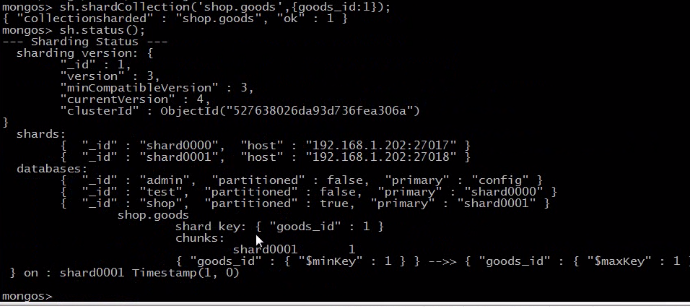 mongos> sh.shardCollection('shop.goods',{goods_id:1});
{ "collectionsharded" : "shop.goods", "ok" : 1 }
mongos> sh.status();
--- Sharding Status ---
  sharding version: {
        "_id" : 1,
        "version" : 3,
        "minCompatibleVersion" : 3,
        "currentVersion" : 4,
        "clusterId" : ObjectId("527638026da93d736fea306a")
}
  shards:
        {  "_id" : "shard0000",  "host" : "192.168.1.202:27017" }
        {  "_id" : "shard0001",  "host" : "192.168.1.202:27018" }
  databases:
        {  "_id" : "admin",  "partitioned" : false,  "primary" : "config" }
        {  "_id" : "test",  "partitioned" : false,  "primary" : "shard0000" }
        {  "_id" : "shop",  "partitioned" : true,  "primary" : "shard0001" }
                shop.goods
                        shard key: { "goods_id" : 1 }
                        chunks:
                                shard0001       1
                        { "goods_id" : { "$minKey" : 1 } } -->> { "goods_id" : { "$maxKey" : 1 }
 } on : shard0001 Timestamp(1, 0)
mongos>